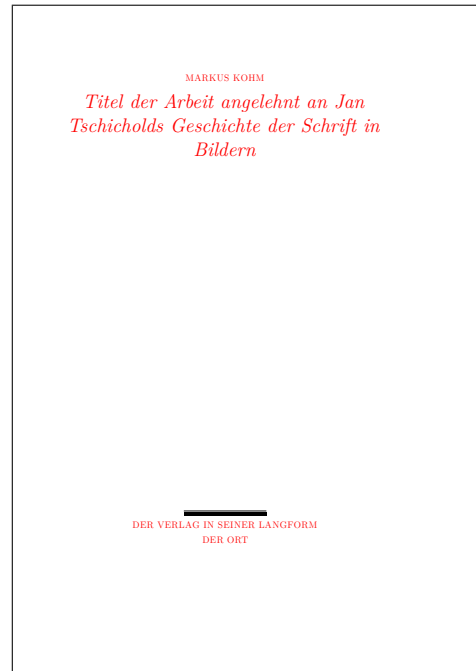 MARKUS KOHM
Titel der Arbeit angelehnt an Jan
Tschicholds Geschichte der Schrift in
Bildern
DER VERLAG IN SEINER LANGFORM
DER ORT